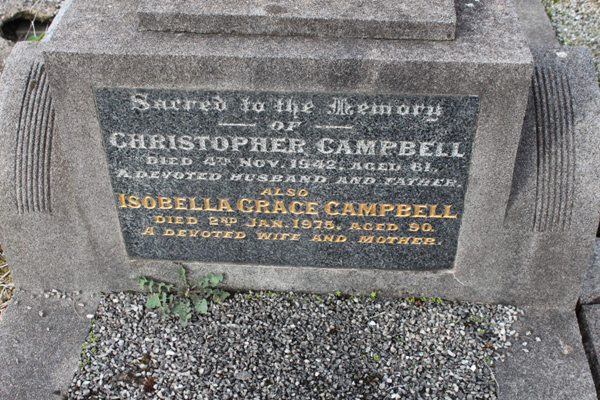 Sacred to the Memory
OF
CHRISTOPHER CAMPBELL
DIED 4TH NOV. 1942, AGED 61,
A DEVOTED HUSBAND AND FATHER.
ALSO
ISOBELLA GRACE CAMPBELL
DIED 2ND JAN. 1975, AGED 90.
A DEVOTED WIFE AND MOTHER.